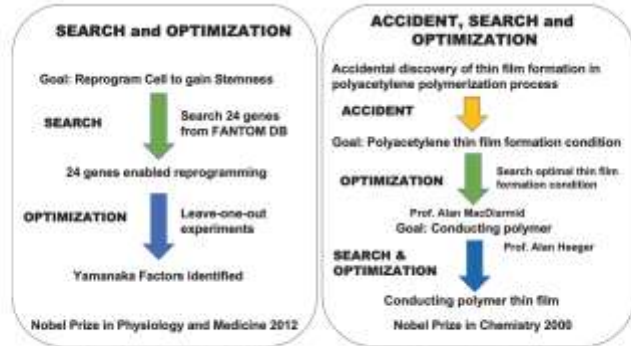 SEARCH and OPTIMIZATION
Goal: Reprogram Cell to gain Stemness
SEARCH
Search 24 genes
from FANTOM DB
24 genes enabled reprogramming
OPTIMIZATION
Leave-one-out
experiments
Yamanaka Factors identified
Nobel Prize in Physiology and Medicine 2012
ACCIDENT, SEARCH and
OPTIMIZATION
Accidental discovery of thin film formation in
polyacetylene polymerization process
ACCIDENT
Goal: Polyacetylene thin film formation condition
OPTIMIZATION
Search optimal thin film
formation condition
Prof. Alan MacDiarmid
Goal: Conducting polymer
Prof. Alan Heeger
SEARCH &
OPTIMIZATION
Conducting polymer thin film
Nobel Prize in Chemistry 2000